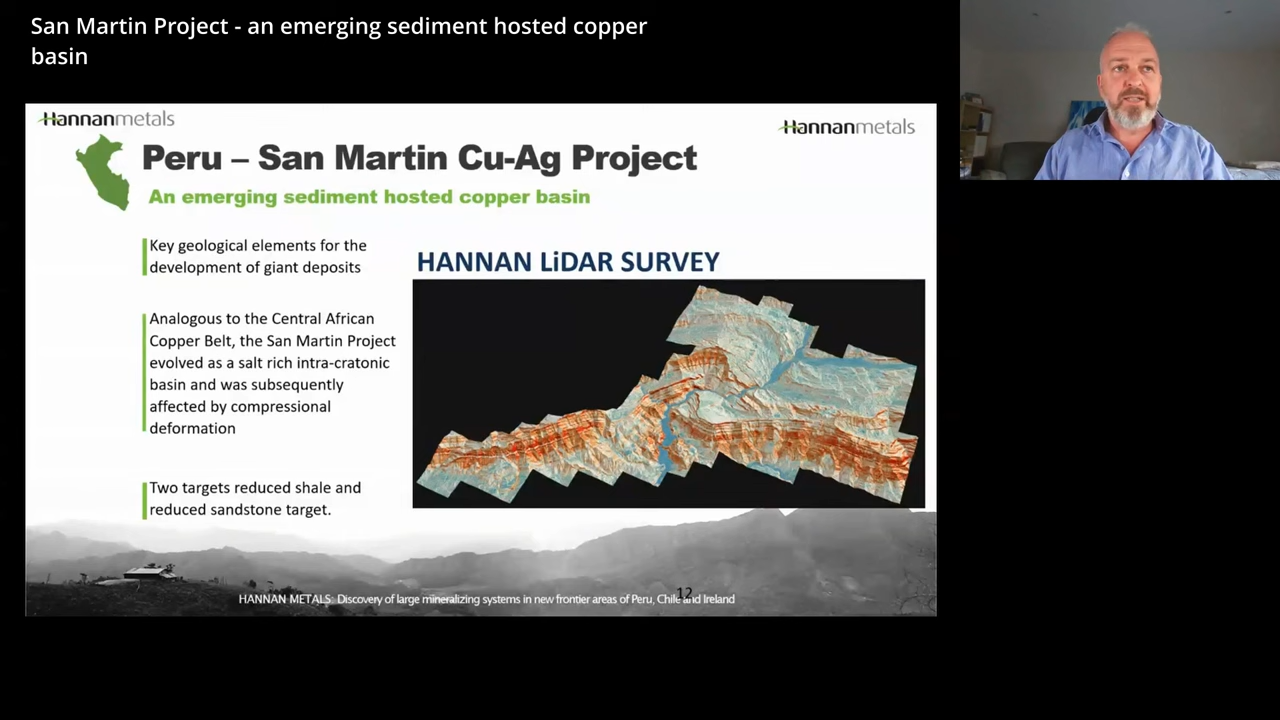 San Martin Project - an emerging sediment hosted copper
basin
Hannanmetals
Hannanmetals
Peru – San Martin Cu-Ag Project
An emerging sediment hosted copper basin
Key geological elements for the
development of giant deposits
HANNAN LiDAR SURVEY
Analogous to the Central African
Copper Belt, the San Martin Project
evolved as a salt rich intra-cratonic
basin and was subsequently
affected by compressional
deformation
Two targets reduced shale and
reduced sandstone target.
12
HANNAN METALS: Discovery of large mineralizing systems in new frontier areas of Peru, Chile and Ireland